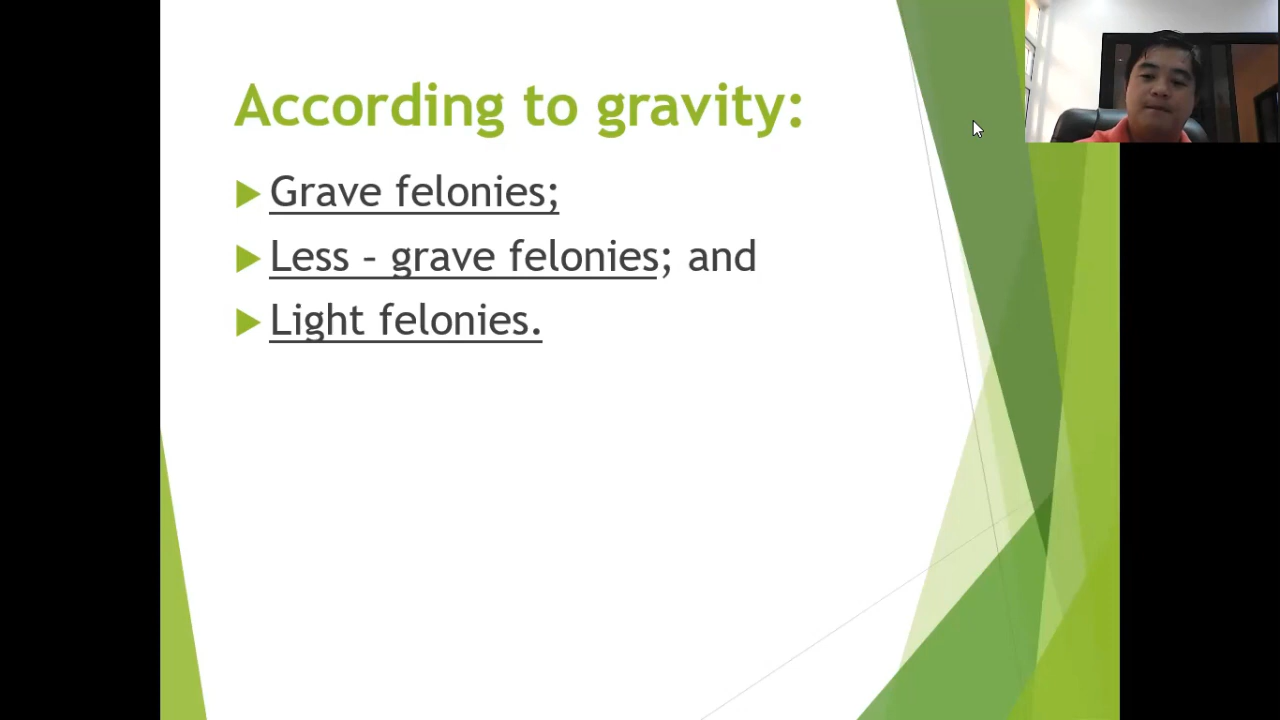 According to gravity:
Grave felonies;
Less - grave felonies; and
Light felonies.